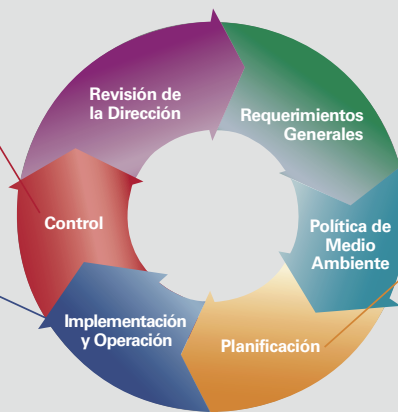 Revisión de
la Dirección
Requerimientos
Generales
Política de
Medio
Ambiente
Planificación
Implementación
y Operación
Control